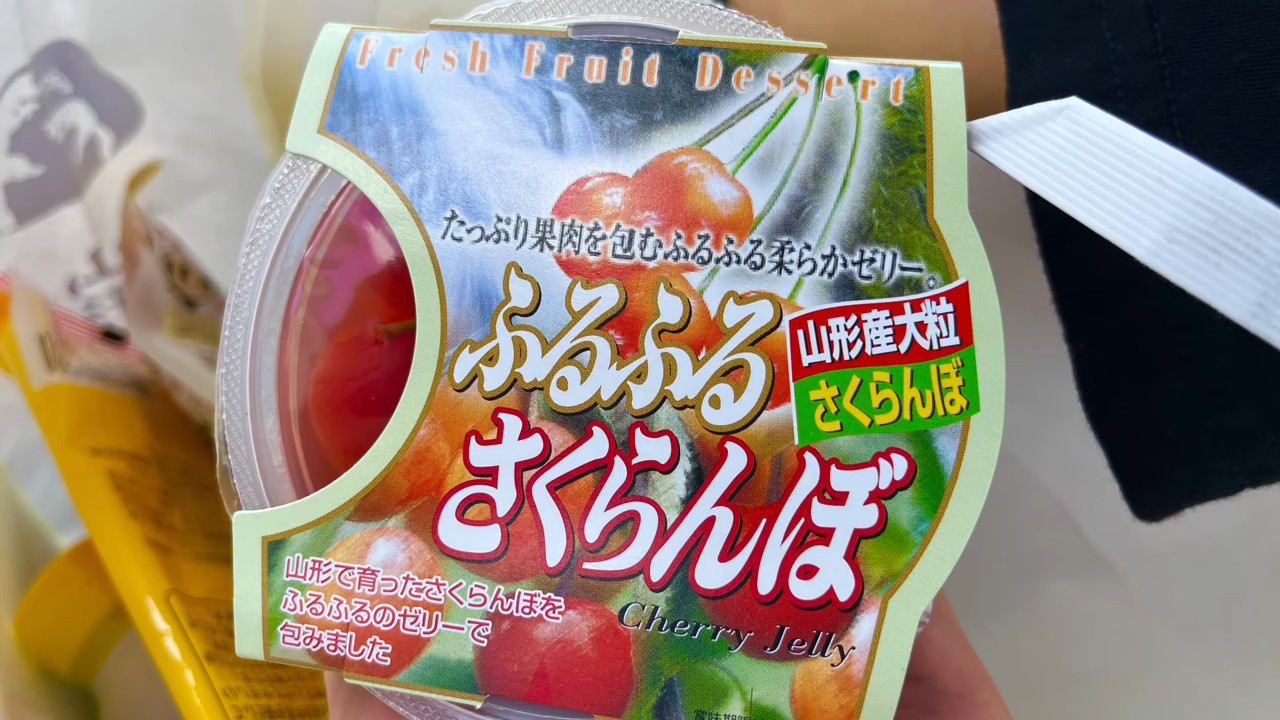 Fresh Fruit Dessert
たっぷり果肉を包むふるふる柔らかゼリー。
ふるふる
さくらんぼ
山形産大粒
さくらんぼ
山形で育ったさくらんぼを
ふるふるのゼリーで
包みました
Cherry Jelly